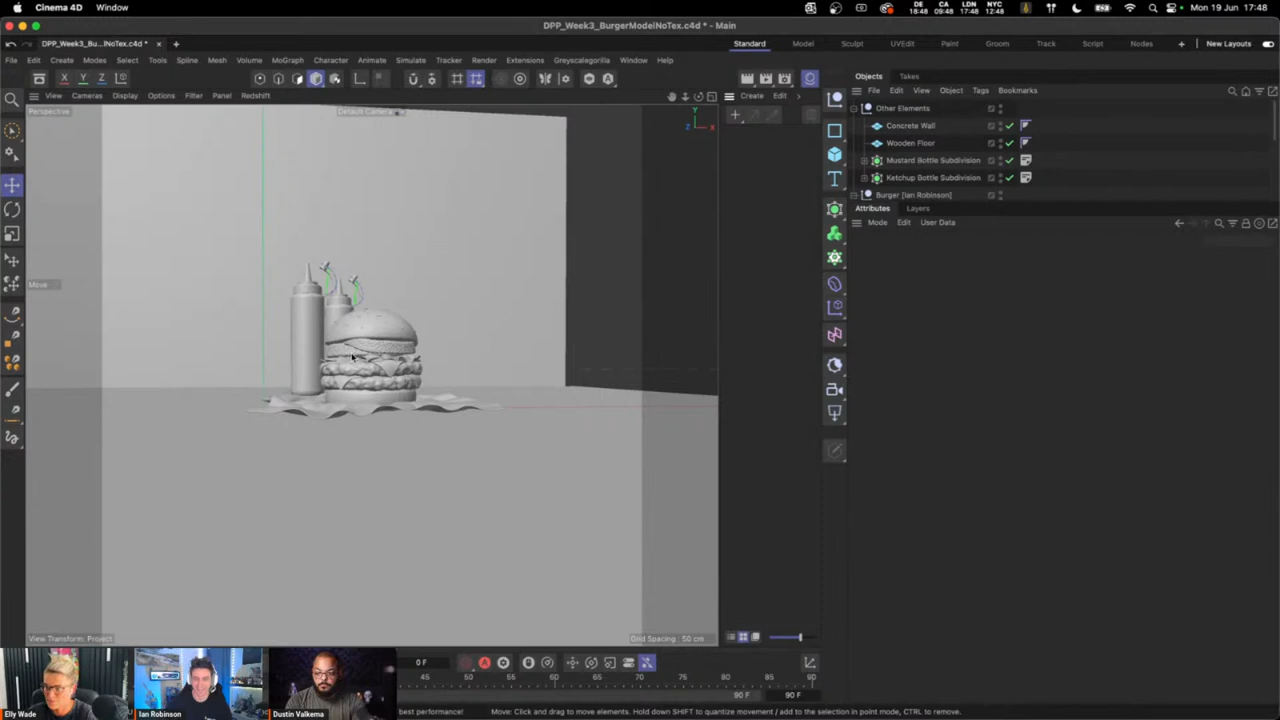 Cinema 4D Window
DE 18:48 CA 09:48 LDN 17:48 NYC 12:48
Mon 19 Jun 17:48
DPP_Week3_BurgerModelNoTex.c4d * - Main
DPP_Week3_Bu...lNoTex.c4d *
Standard Model Sculpt UVEdit Paint Groom Track Script Nodes New Layouts
File Edit Create Modes Select Tools Spline Mesh Volume MoGraph Character Animate Simulate Tracker Render Extensions Greyscalegorilla Window Help
X Y Z
Objects Takes
File Edit View Object Tags Bookmarks
View Cameras Display Options Filter Panel Redshift
Create Edit
Perspective
Default Camera
Y
Z X
Other Elements
Concrete Wall
Wooden Floor
Mustard Bottle Subdivision
Ketchup Bottle Subdivision
Burger [Ian Robinson]
Attributes Layers
Mode Edit User Data
Move
View Transform: Project
Grid Spacing : 50 cm
0 F
45 50 55 60 65 70 75 80 85 90
90 F 90 F
Elly Wade
Ian Robinson
Dustin Valkema
best performance!
Move: Click and drag to move elements. Hold down SHIFT to quantize movement / add to the selection in point mode, CTRL to remove.